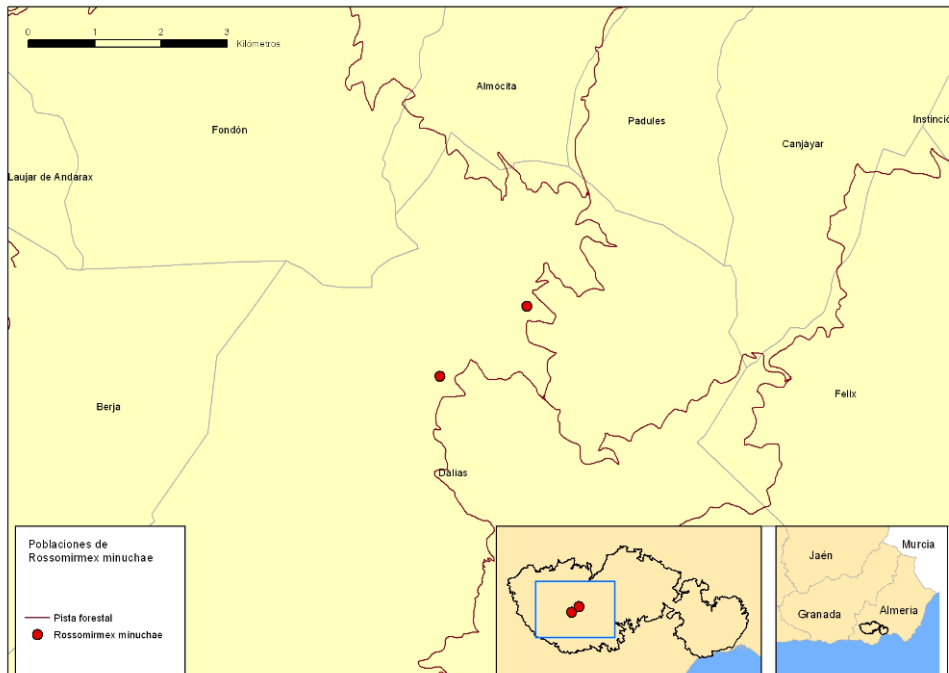 0 1 2 3
Kilómetros
Almócita
Fondón
Padules
Instinció
Canjáyar
Laujar de Andarax
Berja
Felix
Dalías
Poblaciones de
Rossomirmex minuchae
Pista forestal
Rossomirmex minuchae
Murcia
Jaén
Granada
Almeria